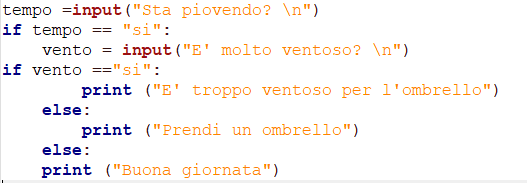 tempo =input("Sta piovendo? \n")
if tempo == "si":
    vento = input("E' molto ventoso? \n")
if vento =="si":
        print ("E' troppo ventoso per l'ombrello")
    else:
        print ("Prendi un ombrello")
    else:
    print ("Buona giornata")